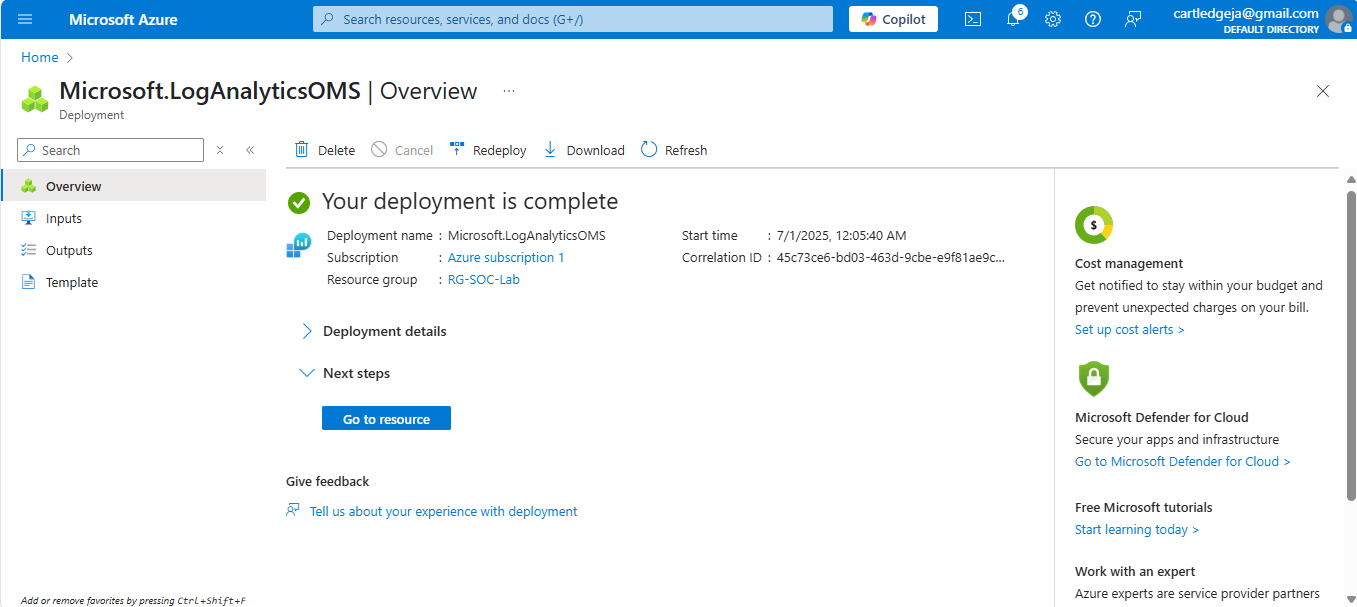 Microsoft Azure
Search resources, services, and docs (G+/)
Copilot
6
cartledgeja@gmail.com
DEFAULT DIRECTORY
Home
Microsoft.LogAnalyticsOMS | Overview ...
Deployment
Search
Delete
Cancel
Redeploy
Download
Refresh
Overview
Inputs
Outputs
Template
Your deployment is complete
Deployment name : Microsoft.LogAnalyticsOMS
Subscription : Azure subscription 1
Resource group : RG-SOC-Lab
Start time : 7/1/2025, 12:05:40 AM
Correlation ID : 45c73ce6-bd03-463d-9cbe-e9f81ae9c...
Deployment details
Next steps
Go to resource
Give feedback
Tell us about your experience with deployment
$
Cost management
Get notified to stay within your budget and
prevent unexpected charges on your bill.
Set up cost alerts >
Microsoft Defender for Cloud
Secure your apps and infrastructure
Go to Microsoft Defender for Cloud >
Free Microsoft tutorials
Start learning today >
Work with an expert
Azure experts are service provider partners
Add or remove favorites by pressing Ctrl+Shift+F